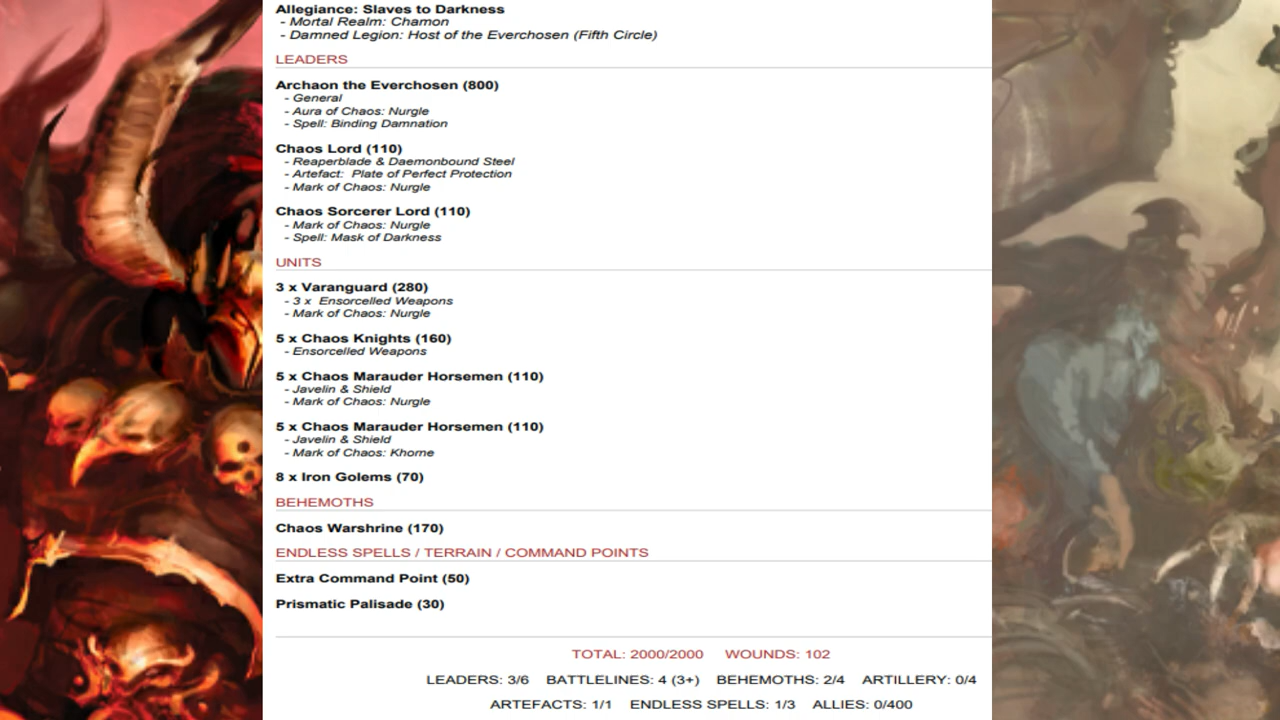 Allegiance: Slaves to Darkness
- Mortal Realm: Chamon
- Damned Legion: Host of the Everchosen (Fifth Circle)
LEADERS
Archaon the Everchosen (800)
- General
- Aura of Chaos: Nurgle
- Spell: Binding Damnation
Chaos Lord (110)
- Reaperblade & Daemonbound Steel
- Artefact: Plate of Perfect Protection
- Mark of Chaos: Nurgle
Chaos Sorcerer Lord (110)
- Mark of Chaos: Nurgle
- Spell: Mask of Darkness
UNITS
3 x Varanguard (280)
- 3 x Ensorcelled Weapons
- Mark of Chaos: Nurgle
5 x Chaos Knights (160)
- Ensorcelled Weapons
5 x Chaos Marauder Horsemen (110)
- Javelin & Shield
- Mark of Chaos: Nurgle
5 x Chaos Marauder Horsemen (110)
- Javelin & Shield
- Mark of Chaos: Khorne
8 x Iron Golems (70)
BEHEMOTHS
Chaos Warshrine (170)
ENDLESS SPELLS / TERRAIN / COMMAND POINTS
Extra Command Point (50)
Prismatic Palisade (30)
TOTAL: 2000/2000 WOUNDS: 102
LEADERS: 3/6 BATTLELINES: 4 (3+) BEHEMOTHS: 2/4 ARTILLERY: 0/4
ARTEFACTS: 1/1 ENDLESS SPELLS: 1/3 ALLIES: 0/400